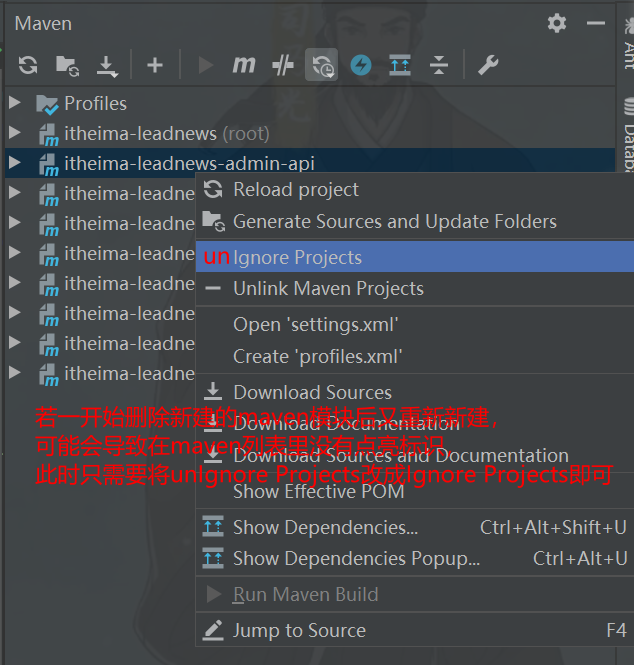 Maven
Profiles
itheima-leadnews (root)
itheima-leadnews-admin-api
itheima-leadne
itheima-leadne
itheima-leadne
itheima-leadne
itheima-leadne
itheima-leadne
itheima-leadne
Reload project
Generate Sources and Update Folders
un Ignore Projects
Unlink Maven Projects
Open 'settings.xml'
Create 'profiles.xml'
Download Sources
Download Documentation
Download Sources and Documentation
Show Effective POM
Show Dependencies... Ctrl+Alt+Shift+U
Show Dependencies Popup... Ctrl+Alt+U
Run Maven Build
Jump to Source F4
若一开始删除新建的maven模块后又重新新建，
可能会导致在maven列表里没有点亮标识，
此时只需要将unIgnore Projects改成Ignore Projects即可
Ant
Databa